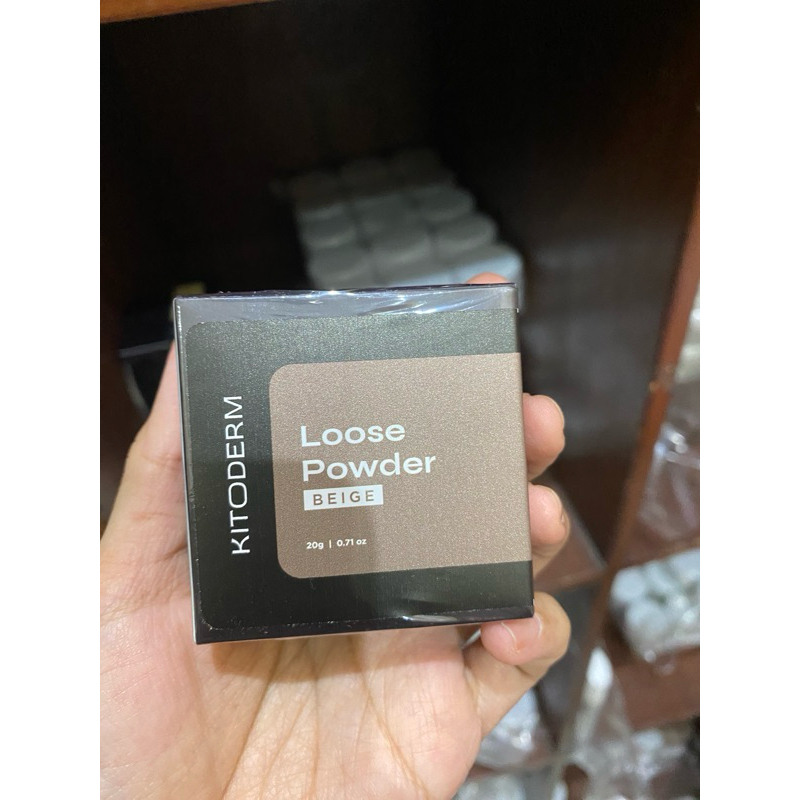 KITODERM
Loose
Powder
BEIGE
20g | 0.71 oz